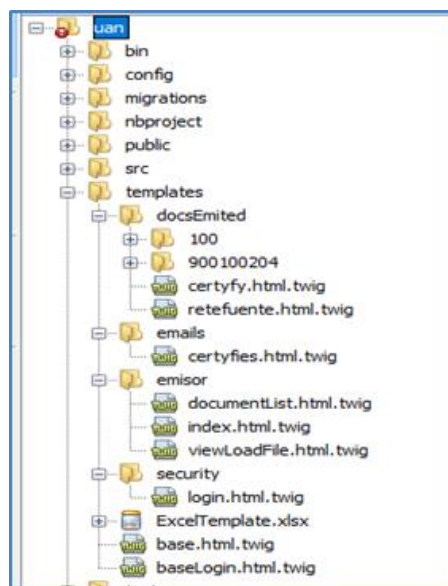 uan
bin
config
migrations
nbproject
public
src
templates
docsEmited
100
900100204
certyfy.html.twig
retefuente.html.twig
emails
certyfies.html.twig
emisor
documentList.html.twig
index.html.twig
viewLoadFile.html.twig
security
login.html.twig
ExcelTemplate.xlsx
base.html.twig
baseLogin.html.twig